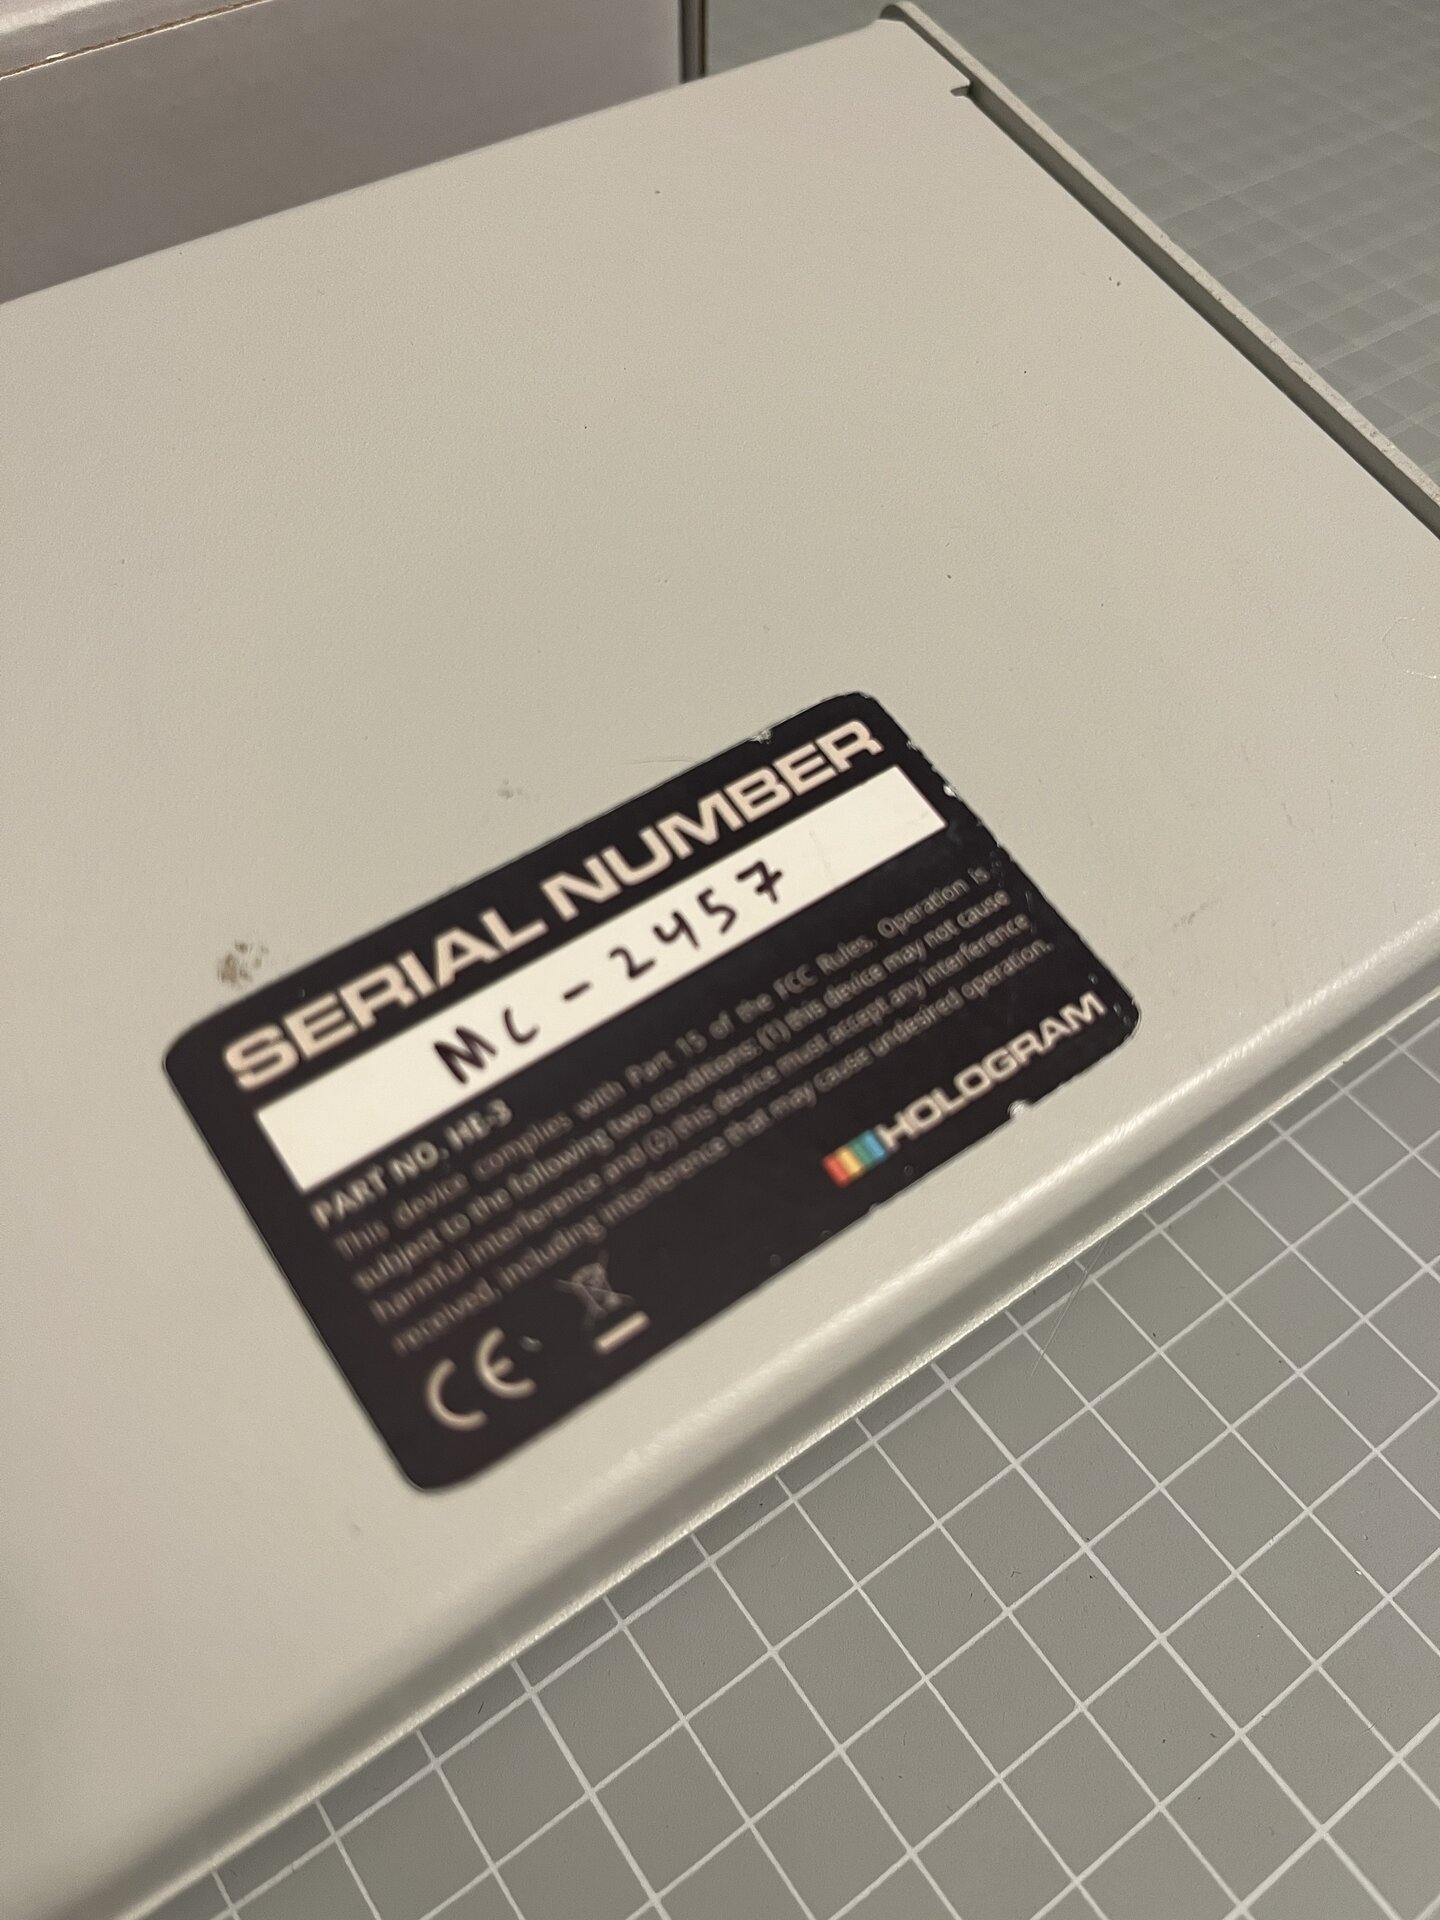 SERIAL NUMBER
MC-2457
PART NO. HE-3
This device complies with Part 15 of the FCC Rules. Operation is
subject to the following two conditions: (1) this device may not cause
harmful interference and (2) this device must accept any interference
received, including interference that may cause undesired operation.
CE
HOLOGRAM